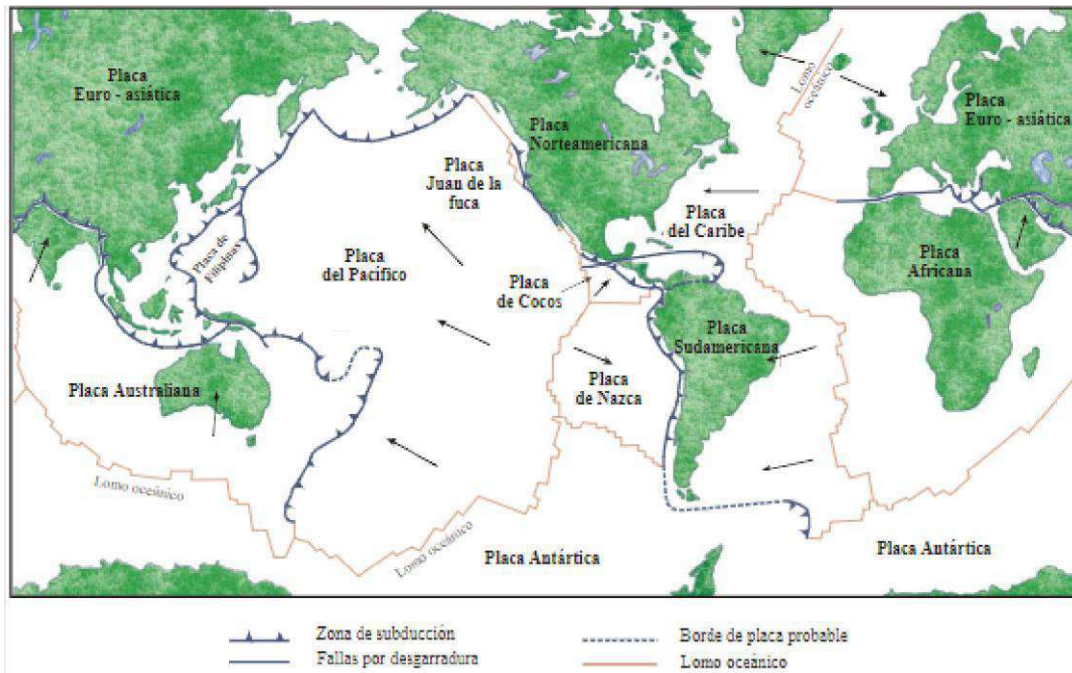 Placa
Euro - asiática
Placa
Norteamericana
Placa
Juan de la
fuca
Lomo
oceánico
Placa
Euro - asiática
Placa de
Filipinas
Placa
del Pacifico
Placa
del Caribe
Placa
de Cocos
Placa
Africana
Placa
Sudamericana
Placa Australiana
Placa
de Nazca
Lomo oceánico
Lomo oceánico
Placa Antártica
Placa Antártica
Zona de subducción
Fallas por desgarradura
Borde de placa probable
Lomo oceánico